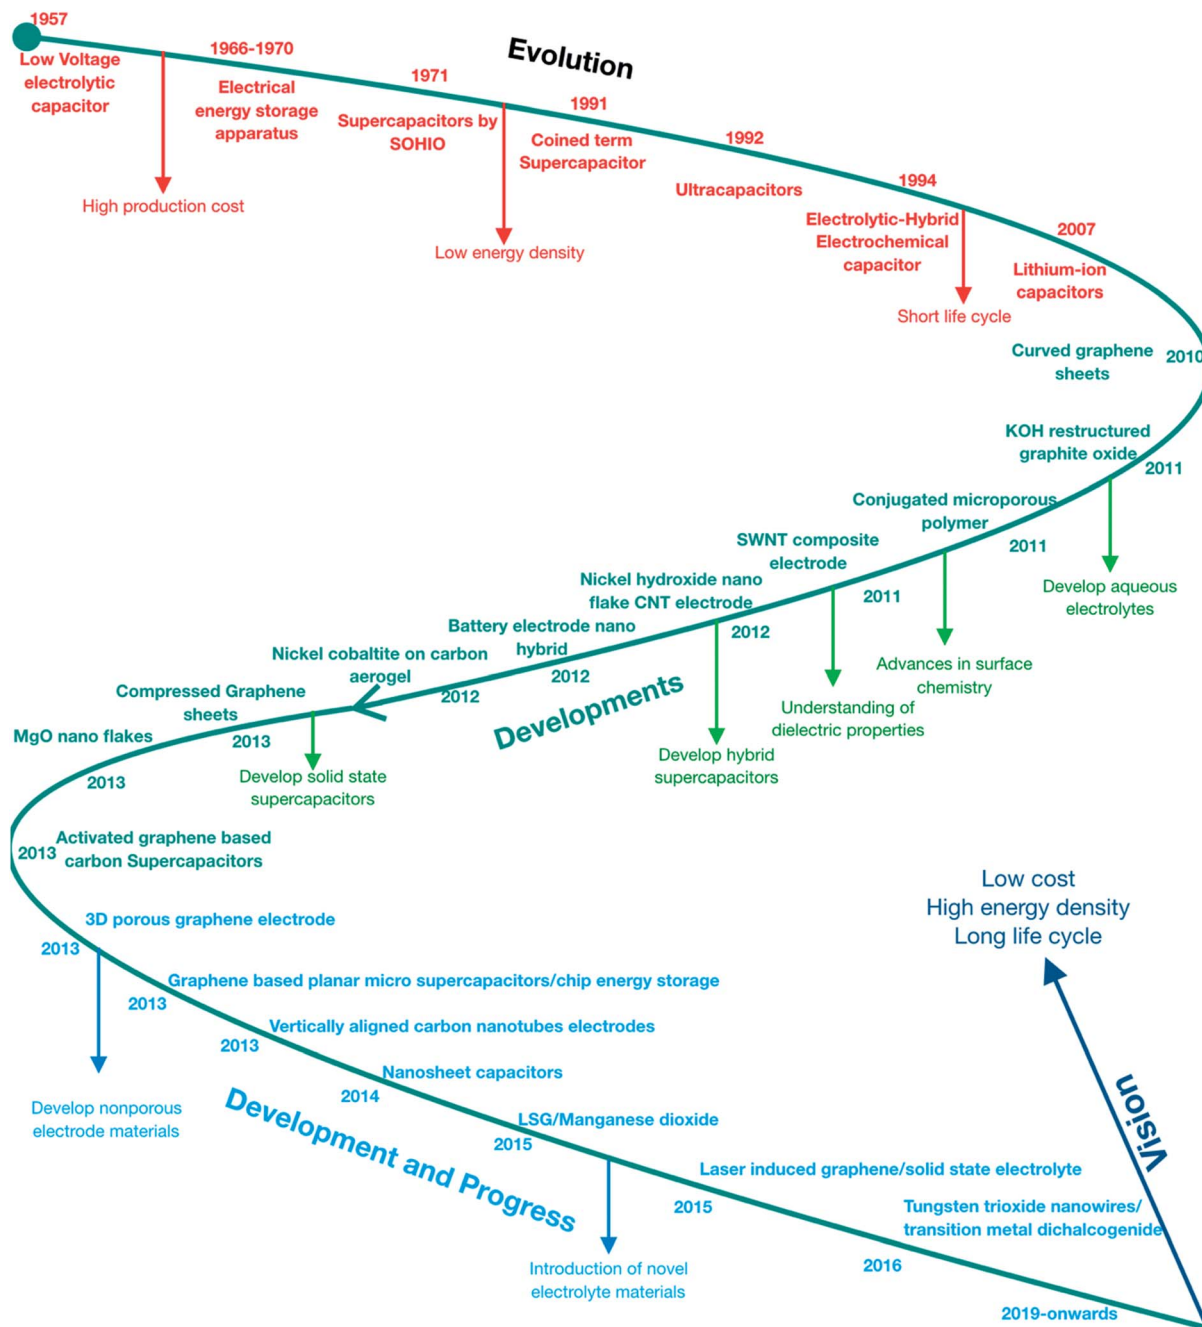 1957
Low Voltage
electrolytic
capacitor
High production cost
1966-1970
Electrical
energy storage
apparatus
1971
Supercapacitors by
SOHIO
Low energy density
Evolution
1991
Coined term
Supercapacitor
1992
Ultracapacitors
1994
Electrolytic-Hybrid
Electrochemical
capacitor
Short life cycle
2007
Lithium-ion
capacitors
Curved graphene
sheets
2010
KOH restructured
graphite oxide
2011
Develop aqueous
electrolytes
Conjugated microporous
polymer
2011
Advances in surface
chemistry
SWNT composite
electrode
2011
Understanding of
dielectric properties
Nickel hydroxide nano
flake CNT electrode
2012
Develop hybrid
supercapacitors
Battery electrode nano
hybrid
2012
Developments
Nickel cobaltite on carbon
aerogel
2012
Compressed Graphene
sheets
2013
Develop solid state
supercapacitors
MgO nano flakes
2013
2013
Activated graphene based
carbon Supercapacitors
3D porous graphene electrode
2013
Develop nonporous
electrode materials
Graphene based planar micro supercapacitors/chip energy storage
2013
Vertically aligned carbon nanotubes electrodes
2013
Nanosheet capacitors
2014
Development and Progress
LSG/Manganese dioxide
2015
Introduction of novel
electrolyte materials
Laser induced graphene/solid state electrolyte
2015
Tungsten trioxide nanowires/
transition metal dichalcogenide
2016
2019-onwards
Vision
Low cost
High energy density
Long life cycle